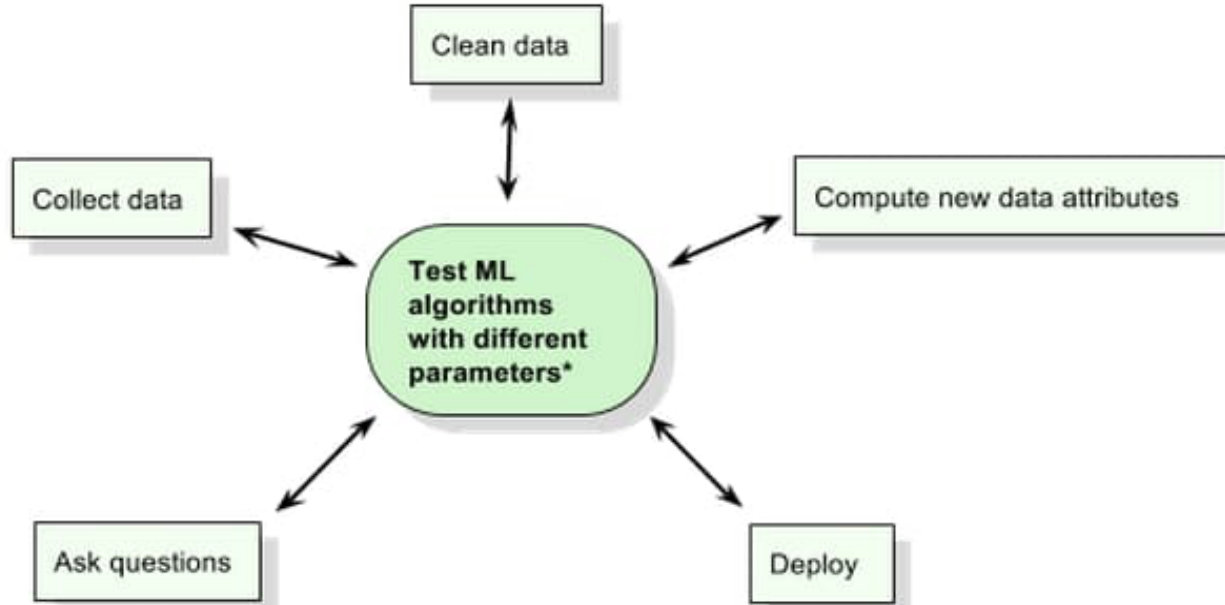 Clean data
Collect data
Compute new data attributes
Test ML
algorithms
with different
parameters*
Ask questions
Deploy